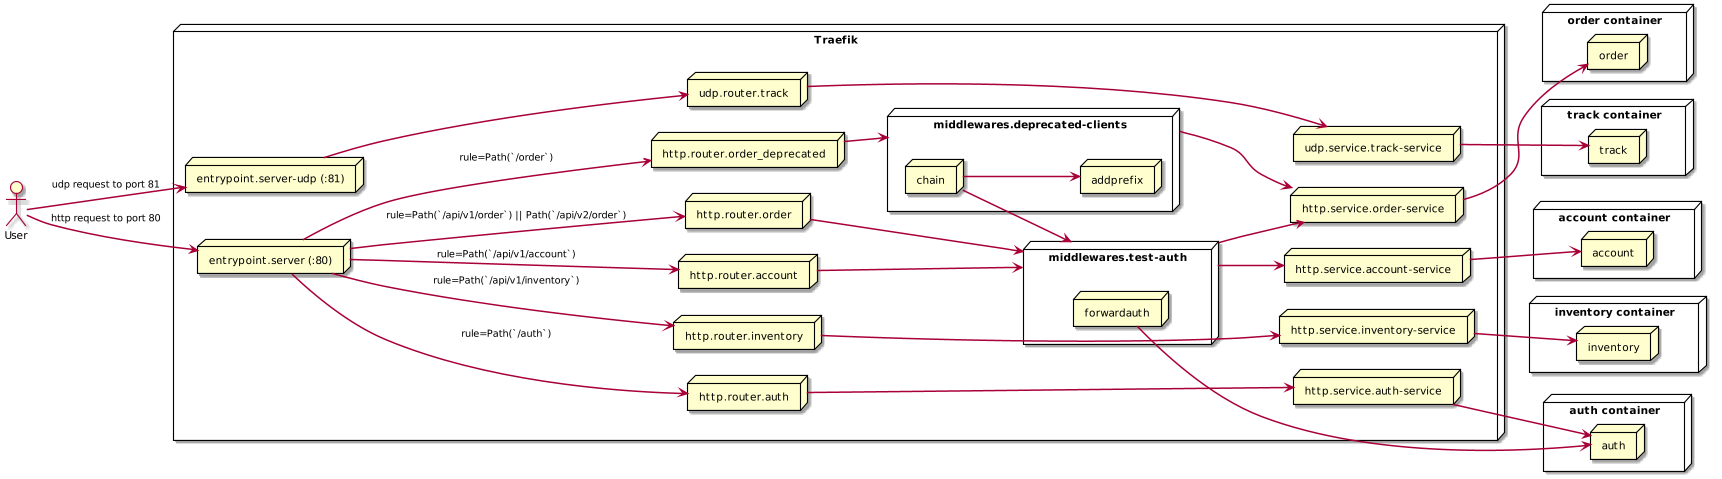 Traefik
order container
order
track container
track
account container
account
inventory container
inventory
auth container
auth
User
udp request to port 81
http request to port 80
entrypoint.server-udp (:81)
entrypoint.server (:80)
rule=Path(`/order`)
rule=Path(`/api/v1/order`) || Path(`/api/v2/order`)
rule=Path(`/api/v1/account`)
rule=Path(`/api/v1/inventory`)
rule=Path(`/auth`)
udp.router.track
http.router.order_deprecated
http.router.order
http.router.account
http.router.inventory
http.router.auth
middlewares.deprecated-clients
chain
addprefix
middlewares.test-auth
forwardauth
udp.service.track-service
http.service.order-service
http.service.account-service
http.service.inventory-service
http.service.auth-service